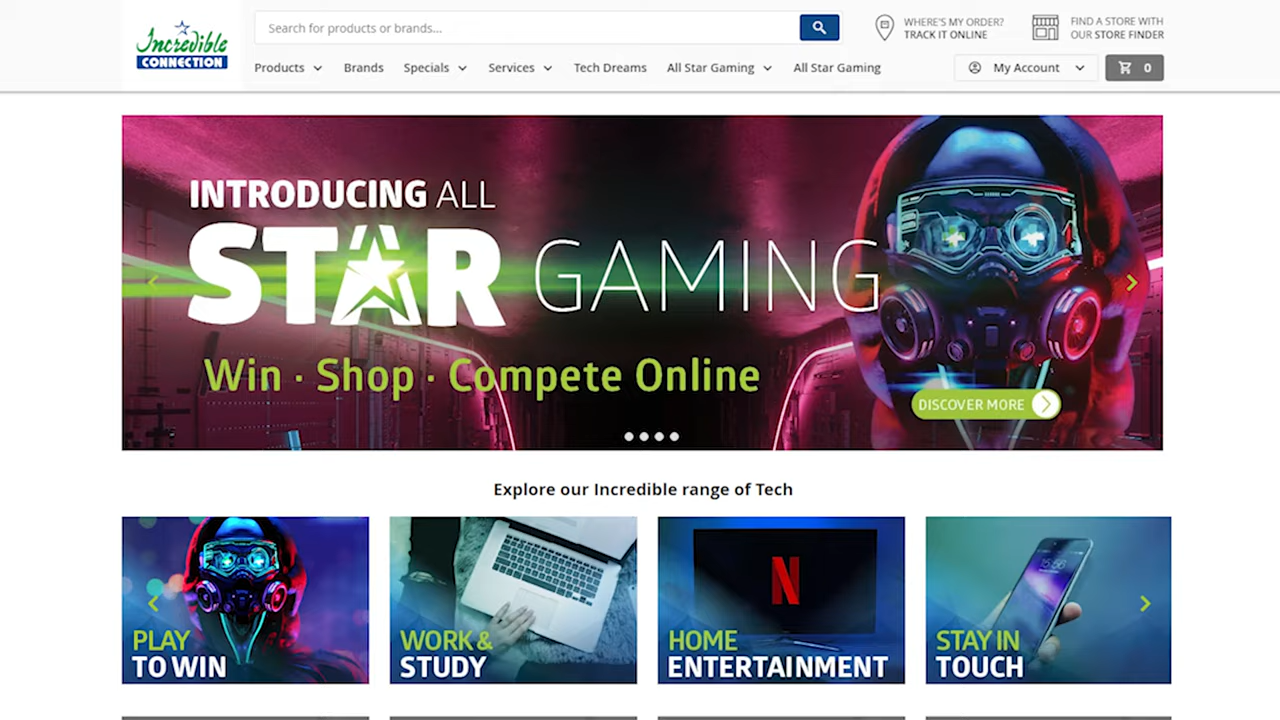 Incredible
CONNECTION
Search for products or brands...
WHERE'S MY ORDER?
TRACK IT ONLINE
FIND A STORE WITH
OUR STORE FINDER
Products
Brands
Specials
Services
Tech Dreams
All Star Gaming
All Star Gaming
My Account
0
INTRODUCING ALL
STAR GAMING
Win · Shop · Compete Online
DISCOVER MORE
Explore our Incredible range of Tech
PLAY
TO WIN
WORK &
STUDY
N
HOME
ENTERTAINMENT
15:56
STAY IN
TOUCH